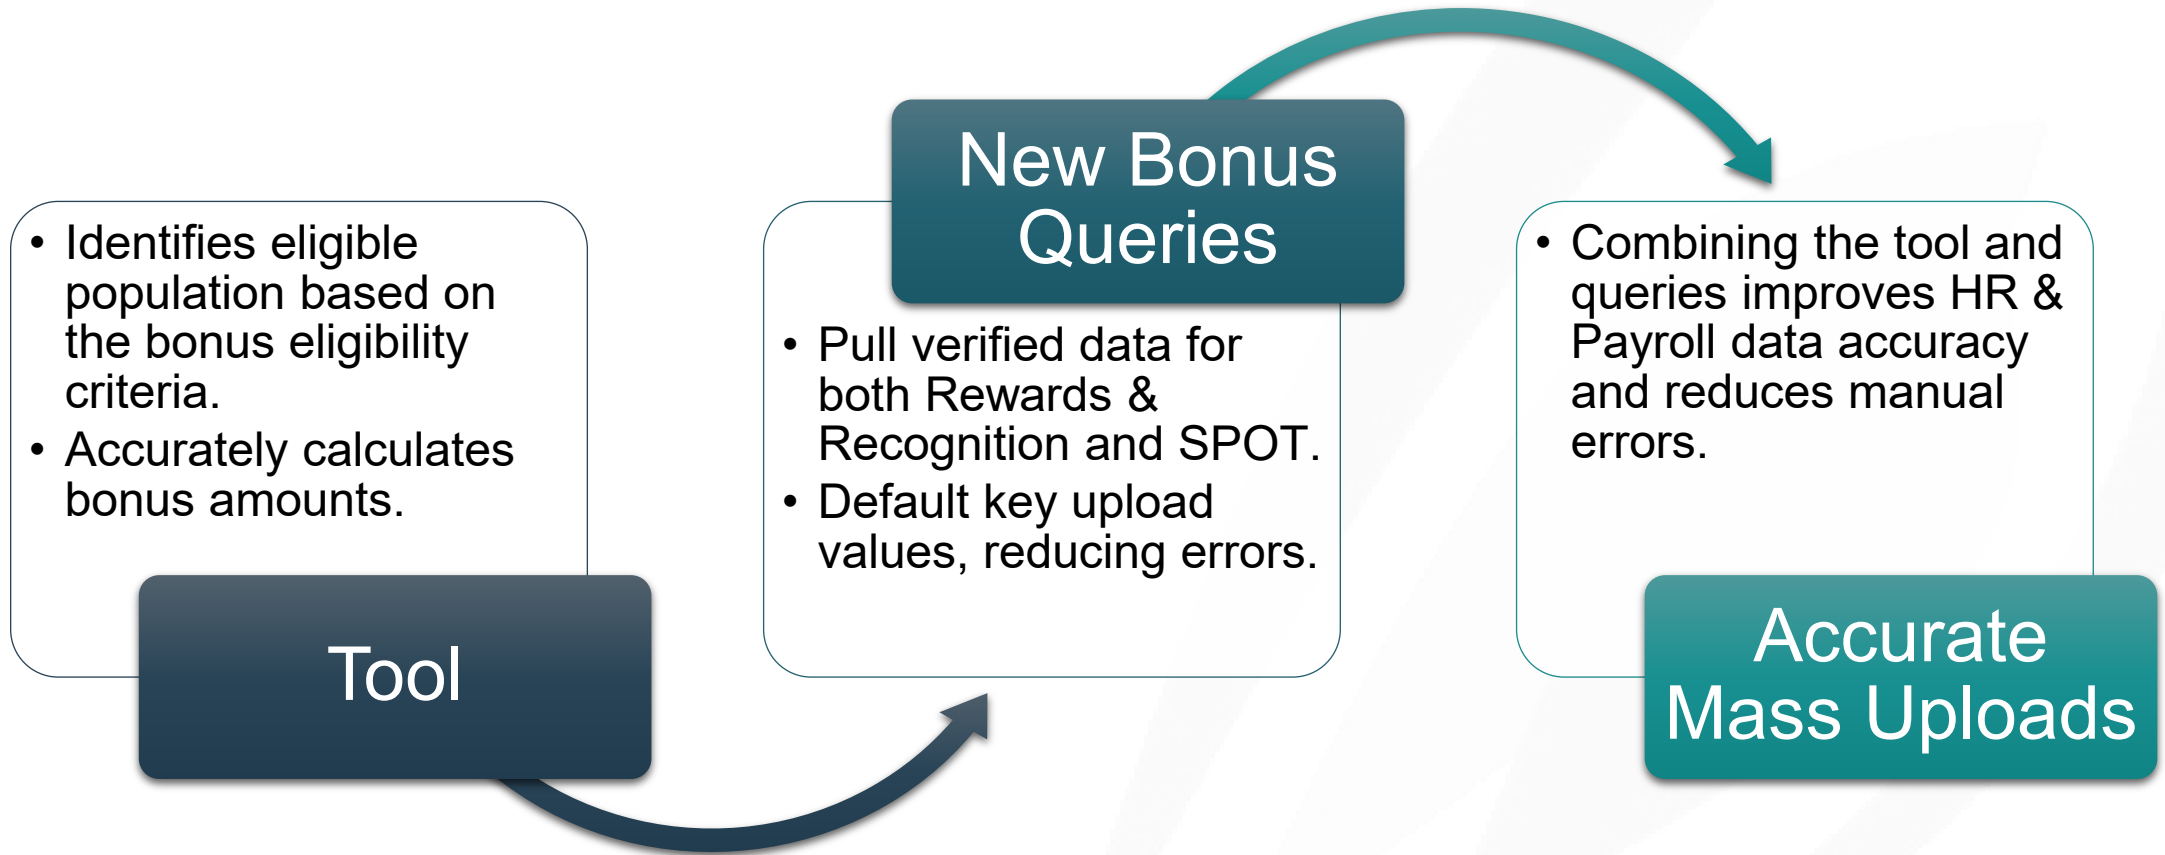 • Identifies eligible
population based on
the bonus eligibility
criteria.
• Accurately calculates
bonus amounts.
Tool
New Bonus
Queries
• Pull verified data for
both Rewards &
Recognition and SPOT.
• Default key upload
values, reducing errors.
• Combining the tool and
queries improves HR &
Payroll data accuracy
and reduces manual
errors.
Accurate
Mass Uploads